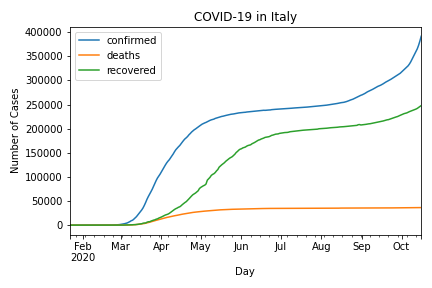 COVID-19 in Italy
confirmed
deaths
recovered
Number of Cases
400000
350000
300000
250000
200000
150000
100000
50000
0
Feb Mar Apr May Jun Jul Aug Sep Oct
2020
Day